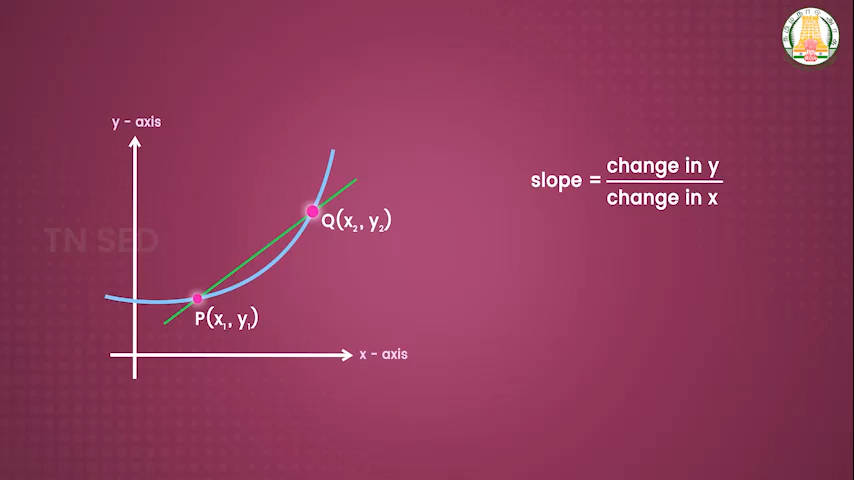 y - axis
slope = change in y
change in x
Q(x₂, y₂)
TN SED
P(x₁, y₁)
x - axis